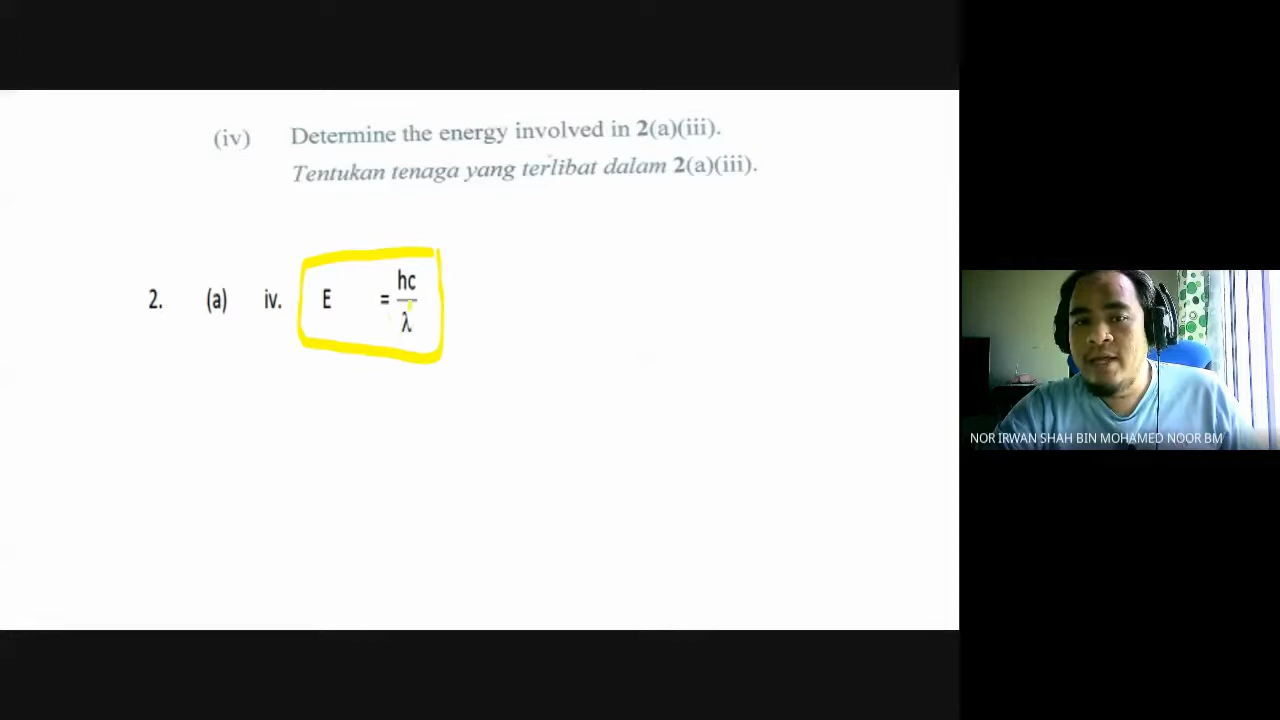 (iv) Determine the energy involved in 2(a)(iii).
Tentukan tenaga yang terlibat dalam 2(a)(iii).
2. (a) iv. E = hc
λ
NOR IRWAN SHAH BIN MOHAMED NOOR BM